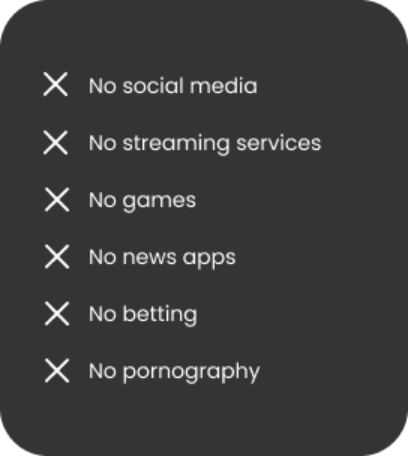 No social media
No streaming services
No games
No news apps
No betting
No pornography